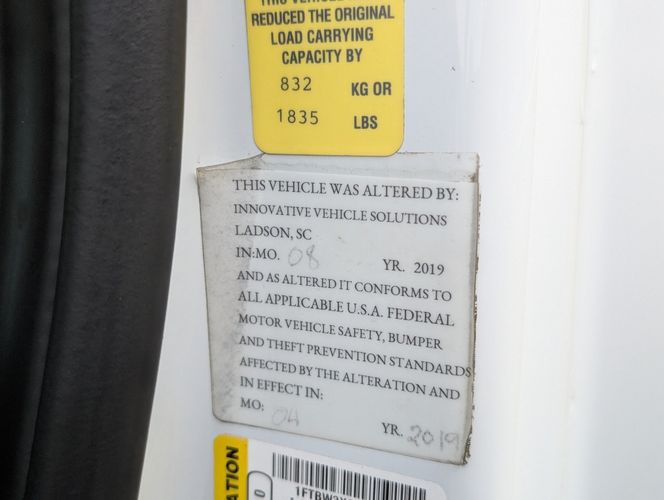 REDUCED THE ORIGINAL
LOAD CARRYING
CAPACITY BY
832 KG OR
1835 LBS
THIS VEHICLE WAS ALTERED BY:
INNOVATIVE VEHICLE SOLUTIONS
LADSON, SC
IN:MO. 08 YR. 2019
AND AS ALTERED IT CONFORMS TO
ALL APPLICABLE U.S.A. FEDERAL
MOTOR VEHICLE SAFETY, BUMPER
AND THEFT PREVENTION STANDARDS
AFFECTED BY THE ALTERATION AND
IN EFFECT IN:
MO: 04 YR. 2019